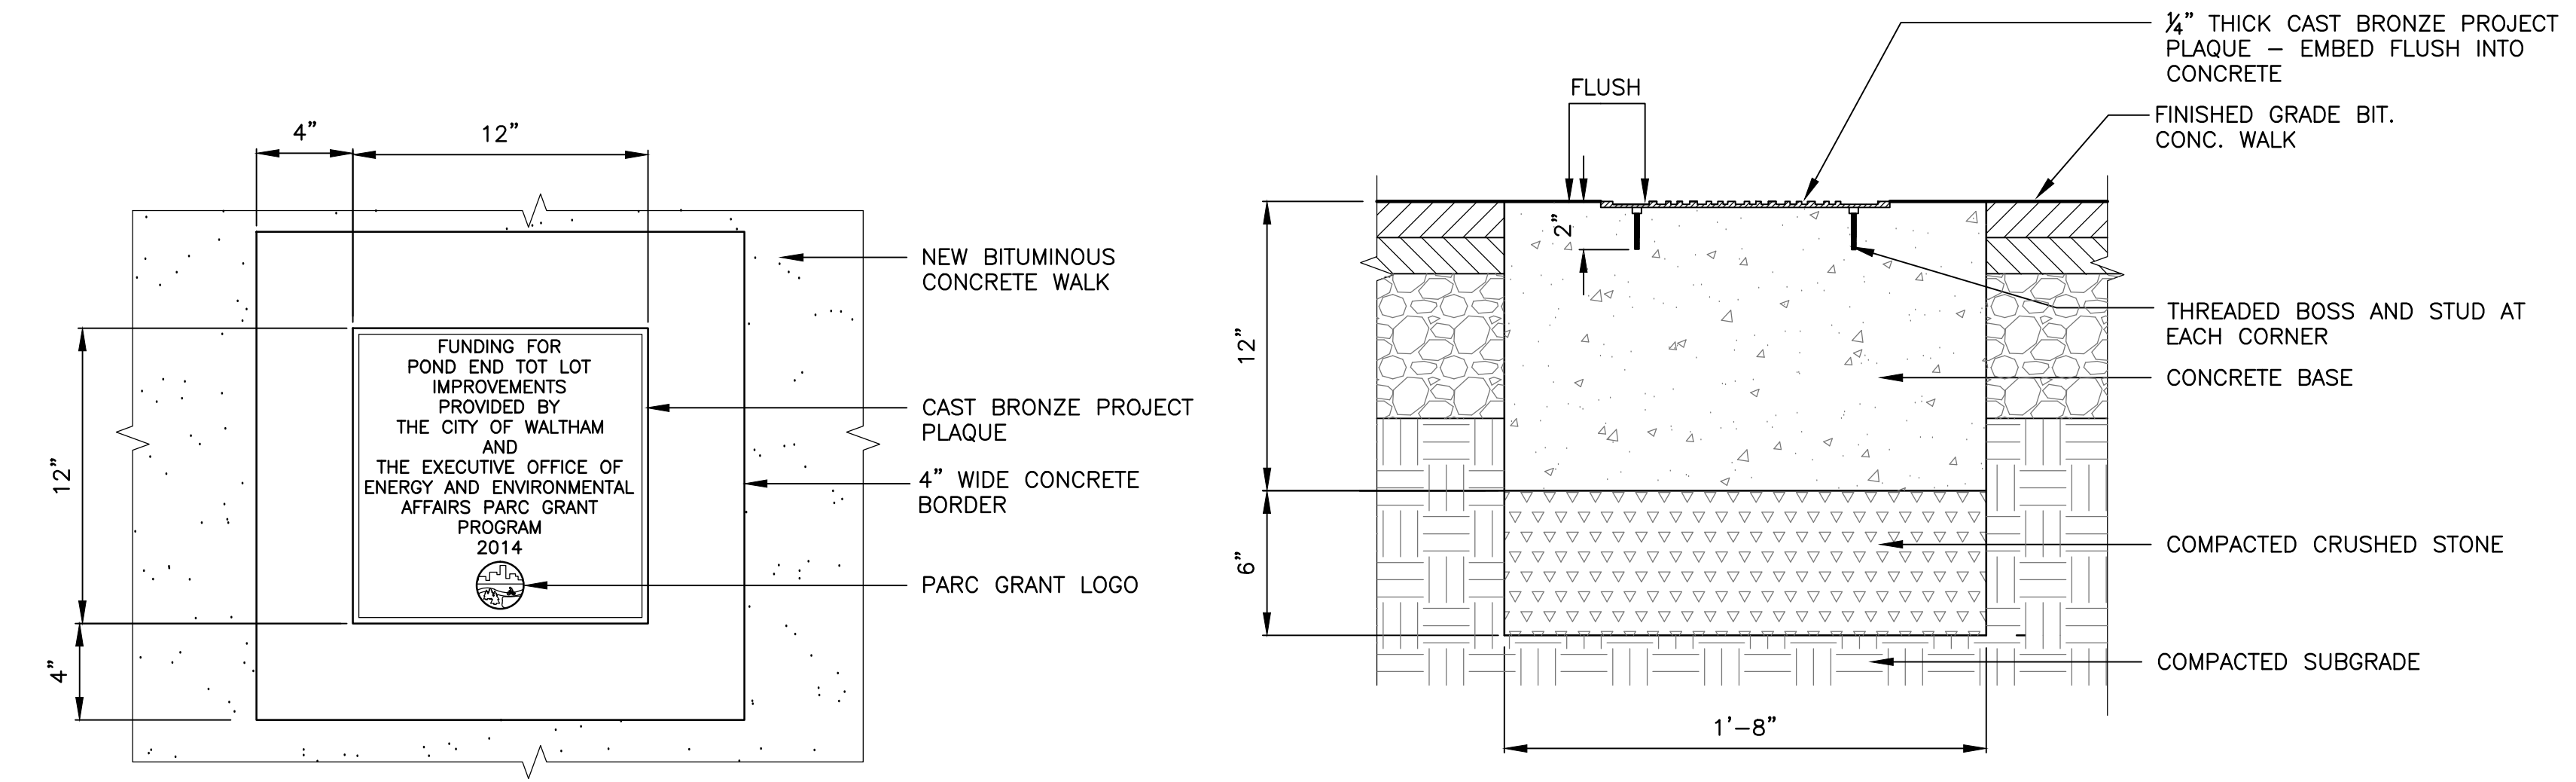 4”
12”
12”
4”
FUNDING FOR
POND END TOT LOT
IMPROVEMENTS
PROVIDED BY
THE CITY OF WALTHAM
AND
THE EXECUTIVE OFFICE OF
ENERGY AND ENVIRONMENTAL
AFFAIRS PARC GRANT
PROGRAM
2014
NEW BITUMINOUS
CONCRETE WALK
CAST BRONZE PROJECT
PLAQUE
4” WIDE CONCRETE
BORDER
PARC GRANT LOGO
FLUSH
2”
12”
6”
1’–8”
¼” THICK CAST BRONZE PROJECT
PLAQUE – EMBED FLUSH INTO
CONCRETE
FINISHED GRADE BIT.
CONC. WALK
THREADED BOSS AND STUD AT
EACH CORNER
CONCRETE BASE
COMPACTED CRUSHED STONE
COMPACTED SUBGRADE